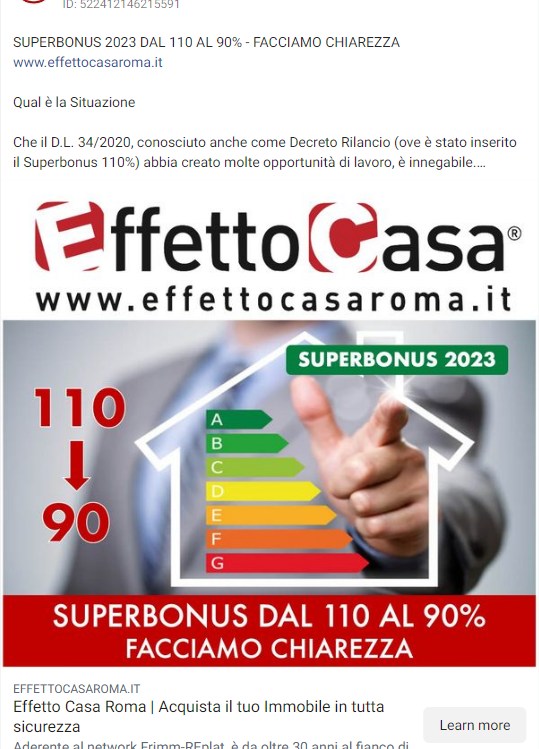 ID: 522412146215591
SUPERBONUS 2023 DAL 110 AL 90% - FACCIAMO CHIAREZZA
www.effettocasaroma.it
Qual è la Situazione
Che il D.L. 34/2020, conosciuto anche come Decreto Rilancio (ove è stato inserito
il Superbonus 110%) abbia creato molte opportunità di lavoro, è innegabile.…
EffettoCasa®
www.effettocasaroma.it
SUPERBONUS 2023
110
90
A
B
C
D
E
F
G
SUPERBONUS DAL 110 AL 90%
FACCIAMO CHIAREZZA
EFFETTOCASAROMA.IT
Effetto Casa Roma | Acquista il tuo Immobile in tutta
sicurezza
Learn more
Aderente al network Frimm-REplat, è da oltre 30 anni al fianco di